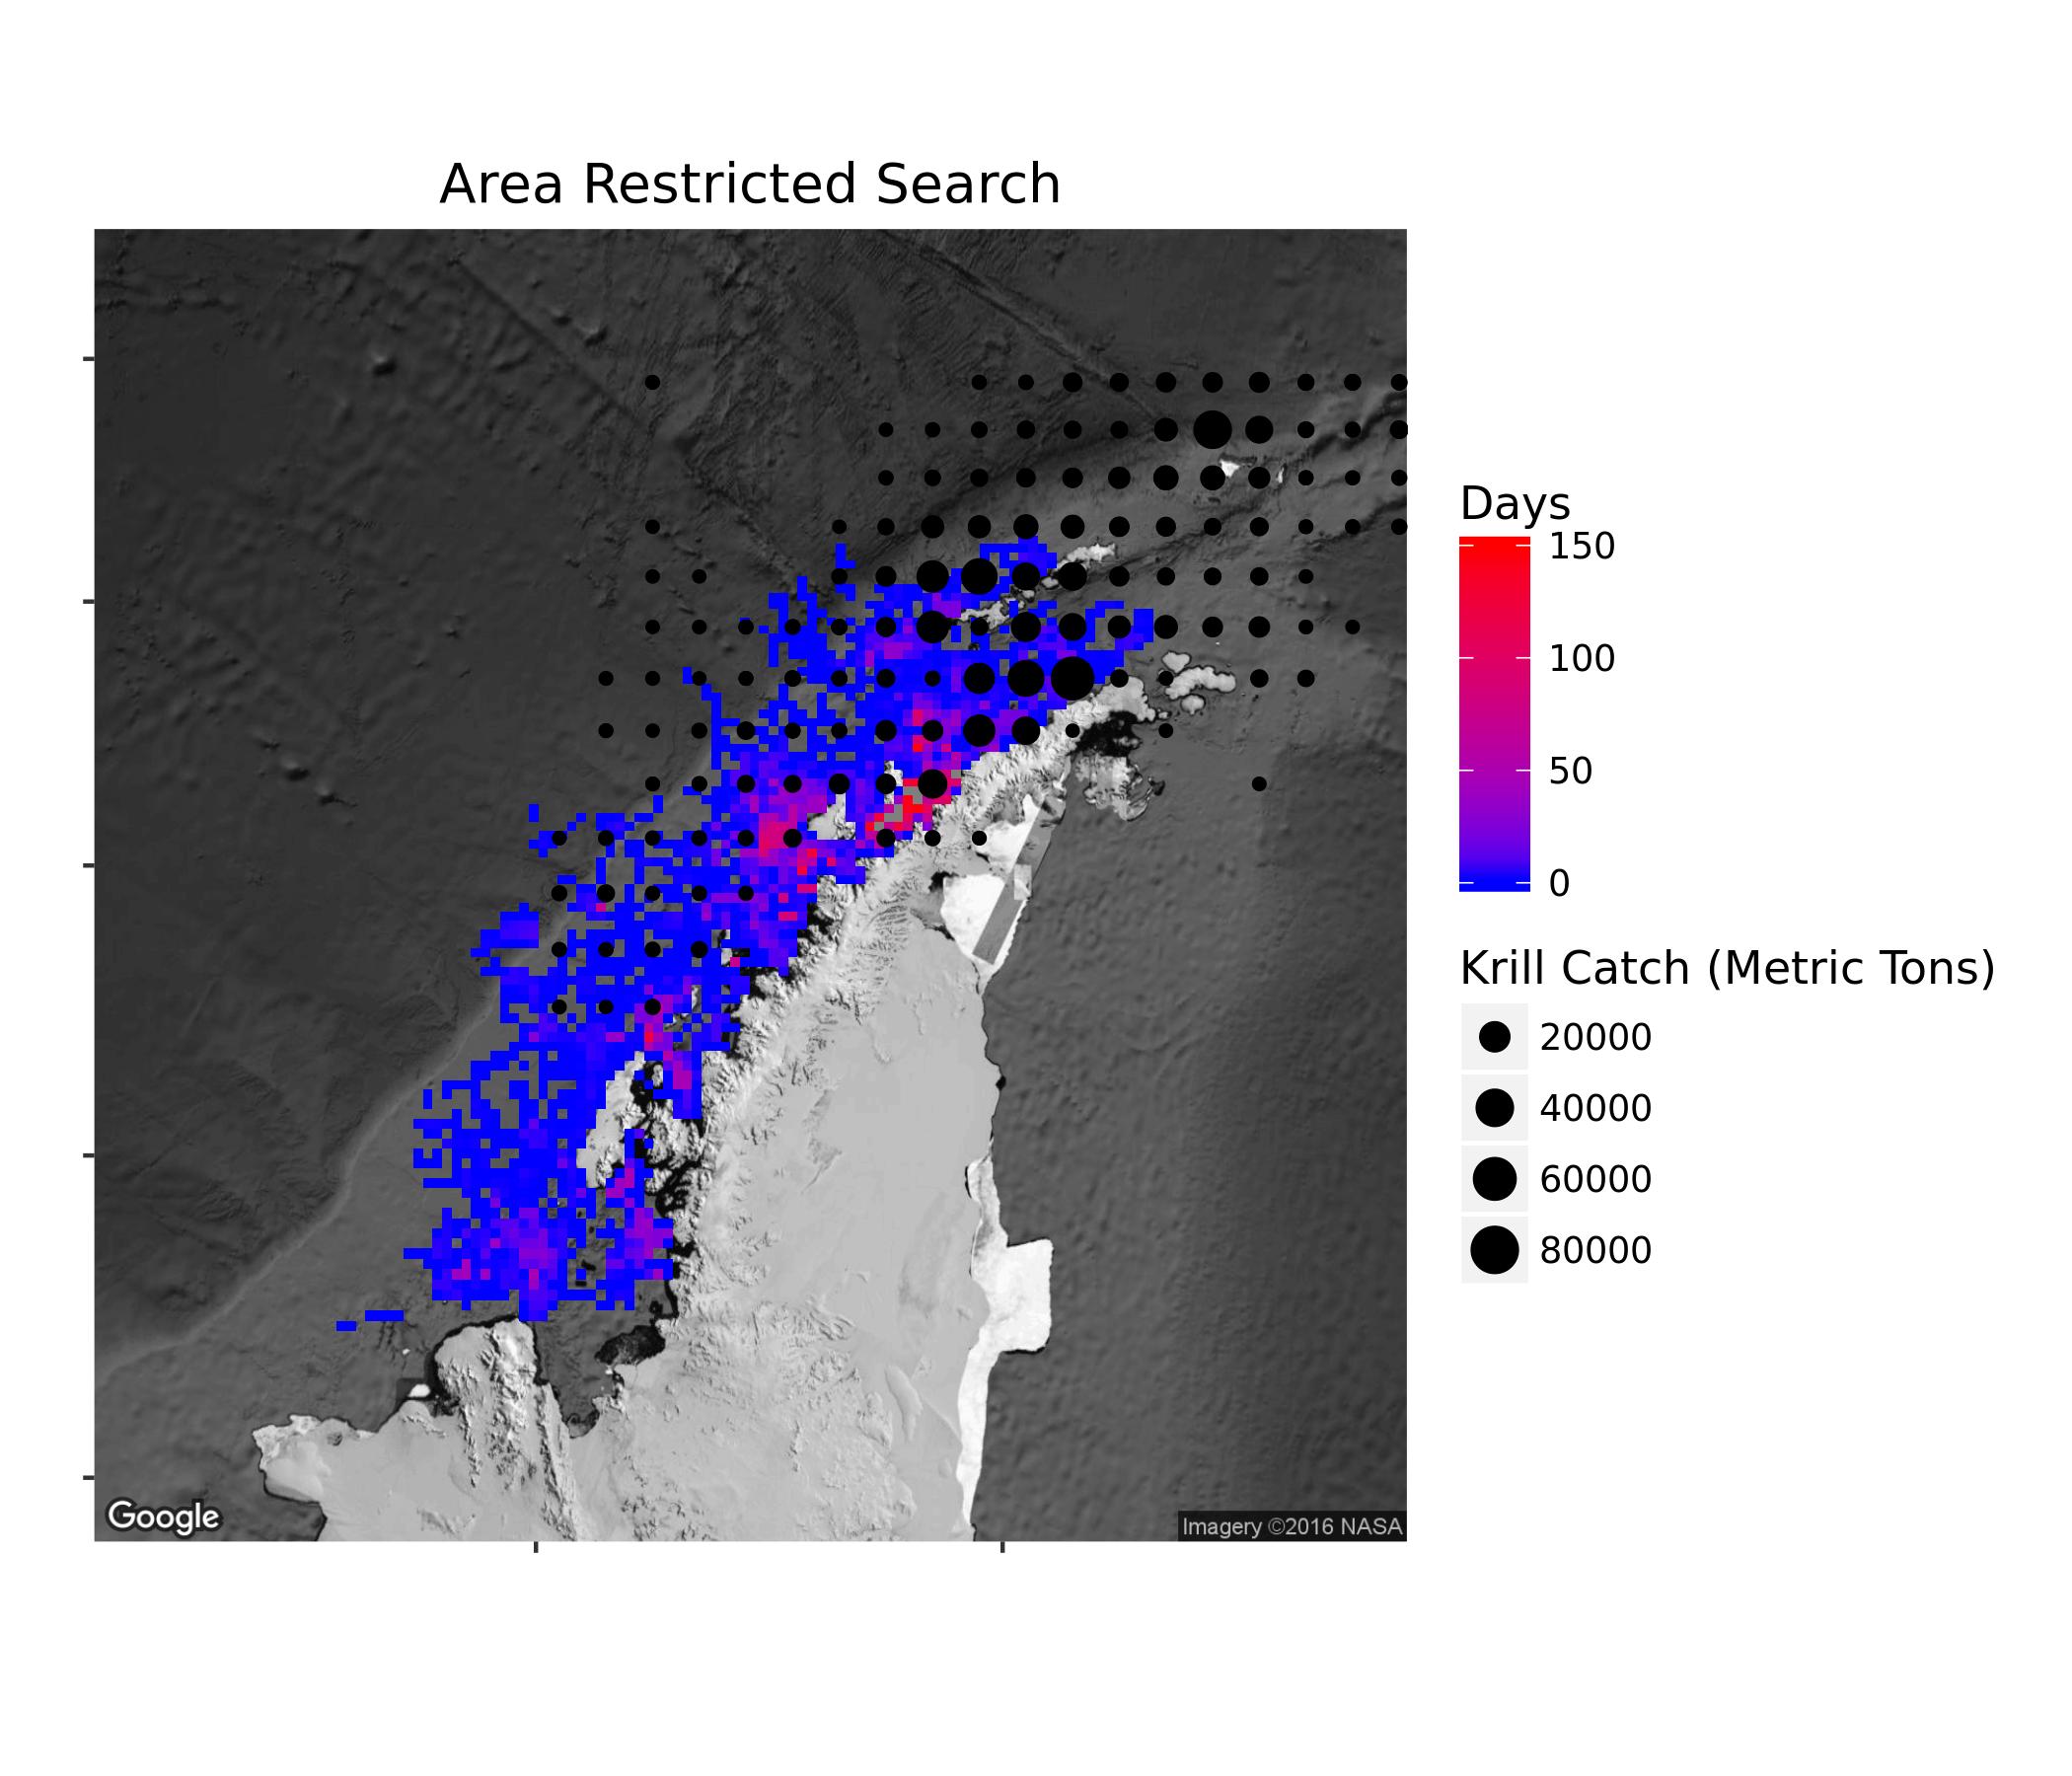 Area Restricted Search
Days
150
100
50
0
Krill Catch (Metric Tons)
20000
40000
60000
80000
Google
Imagery ©2016 NASA